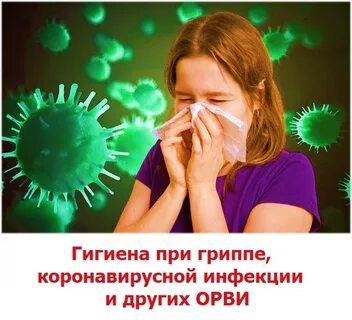 Гигиена при гриппе,
коронавирусной инфекции
и других ОРВИ